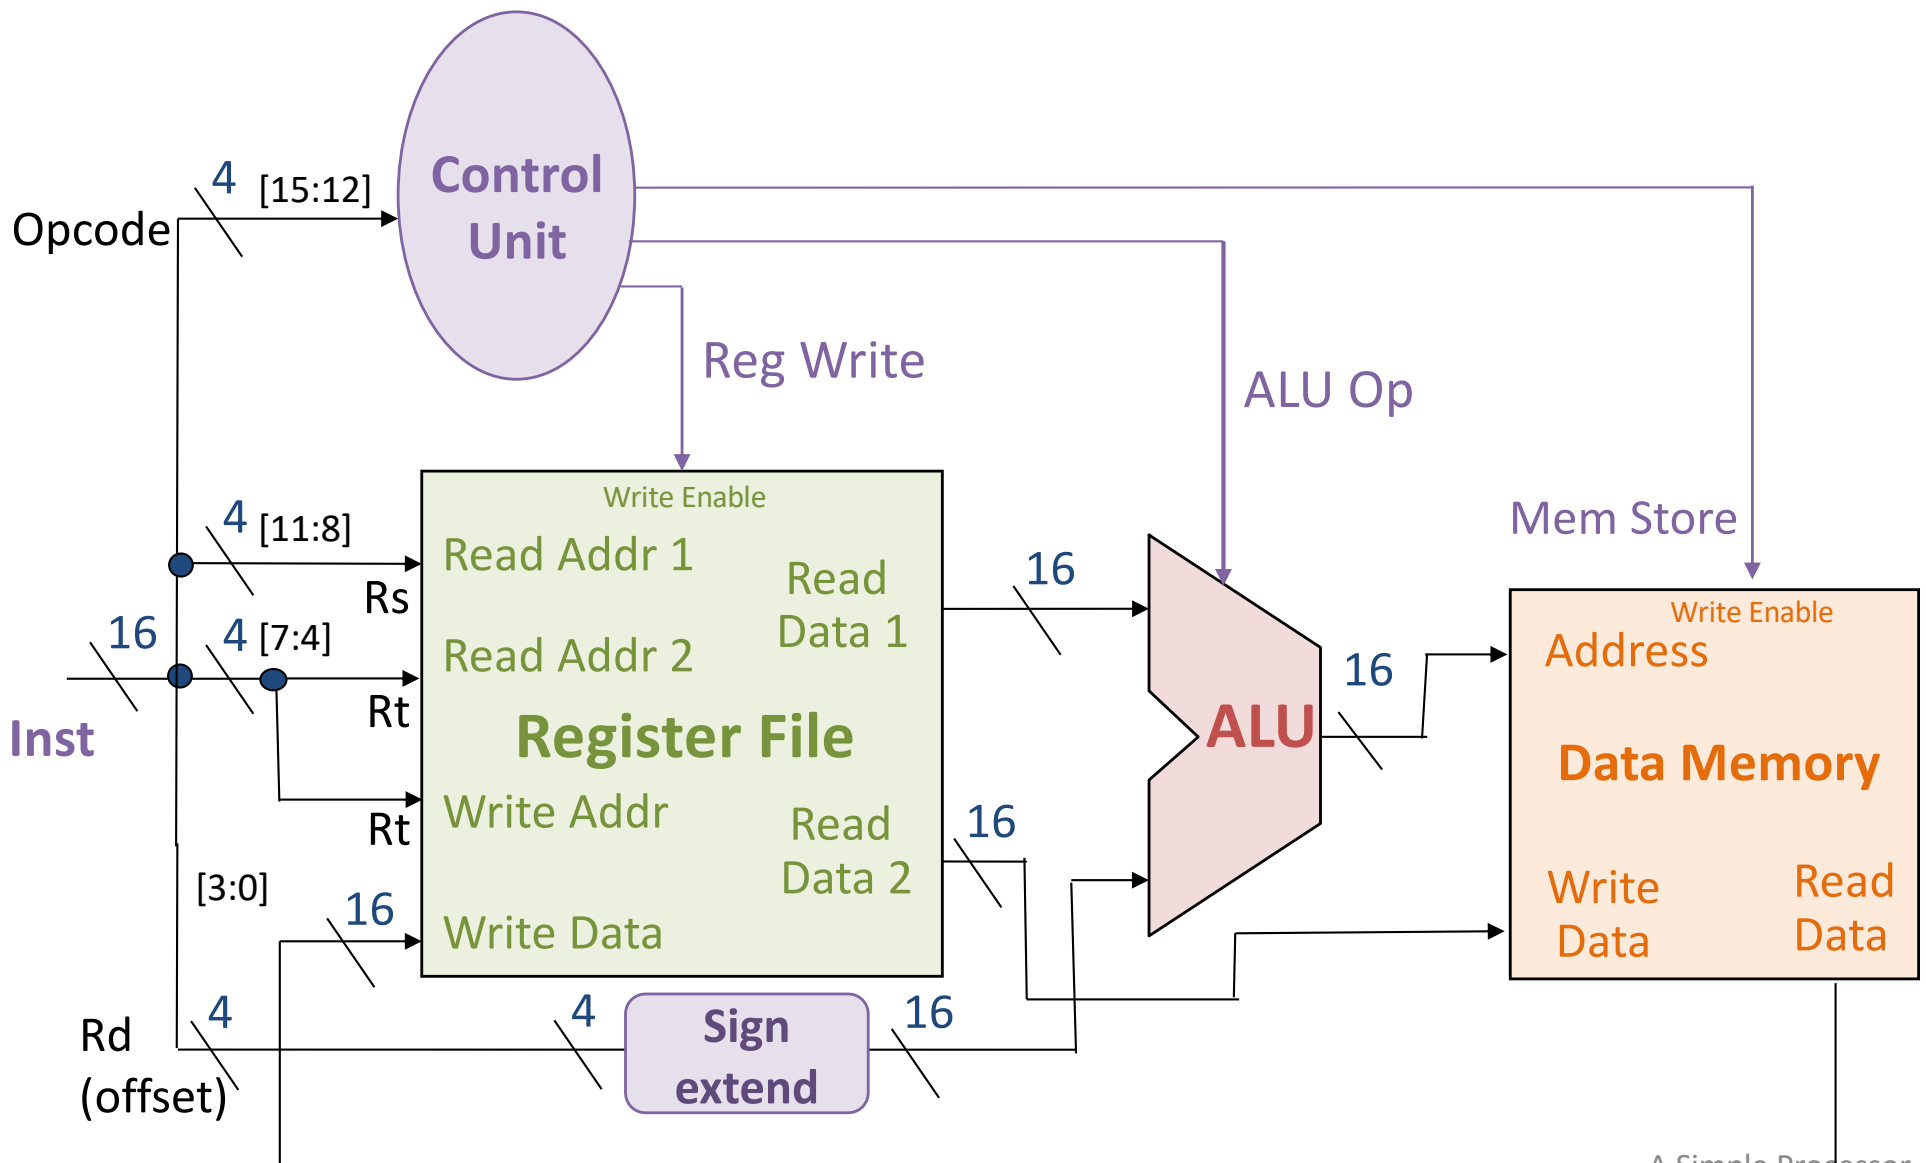 Control
Unit
4 [15:12]
Opcode
Reg Write
ALU Op
Mem Store
4 [11:8]
Rs
16
4 [7:4]
Rt
Inst
Rt
[3:0]
16
Write Enable
Read Addr 1
Read
Data 1
Read Addr 2
Register File
Write Addr
Read
Data 2
Write Data
16
16
ALU
16
Write Enable
Address
Data Memory
Write
Data
Read
Data
Rd
(offset)
4
4
Sign
extend
16
A Simple Processor